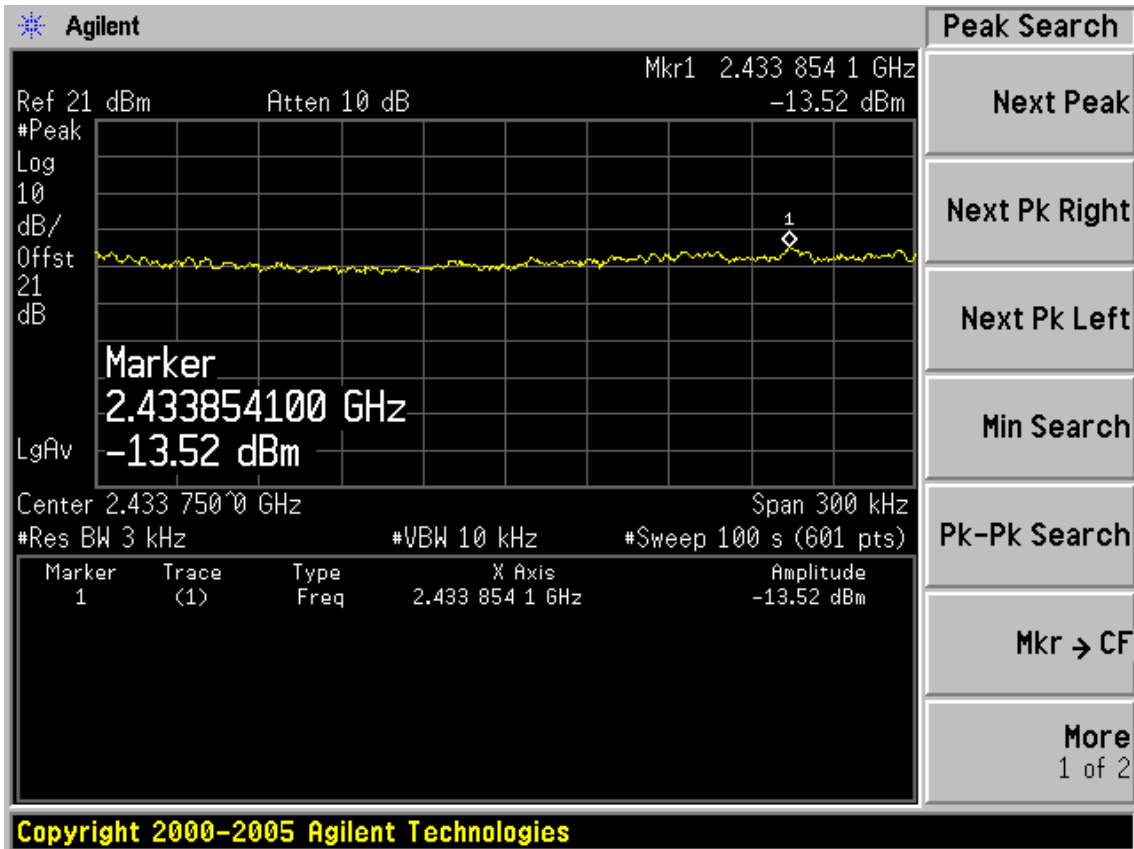 Agilent
Peak Search
Mkr1 2.433 854 1 GHz
Ref 21 dBm Atten 10 dB -13.52 dBm
#Peak
Log
10
dB/
Offst
21
dB
1
Marker
2.433854100 GHz
-13.52 dBm
LgAv
Center 2.433 750^0 GHz Span 300 kHz
#Res BW 3 kHz #VBW 10 kHz #Sweep 100 s (601 pts)
Marker Trace Type X Axis Amplitude
1 (1) Freq 2.433 854 1 GHz -13.52 dBm
Next Peak
Next Pk Right
Next Pk Left
Min Search
Pk-Pk Search
Mkr → CF
More
1 of 2
Copyright 2000-2005 Agilent Technologies